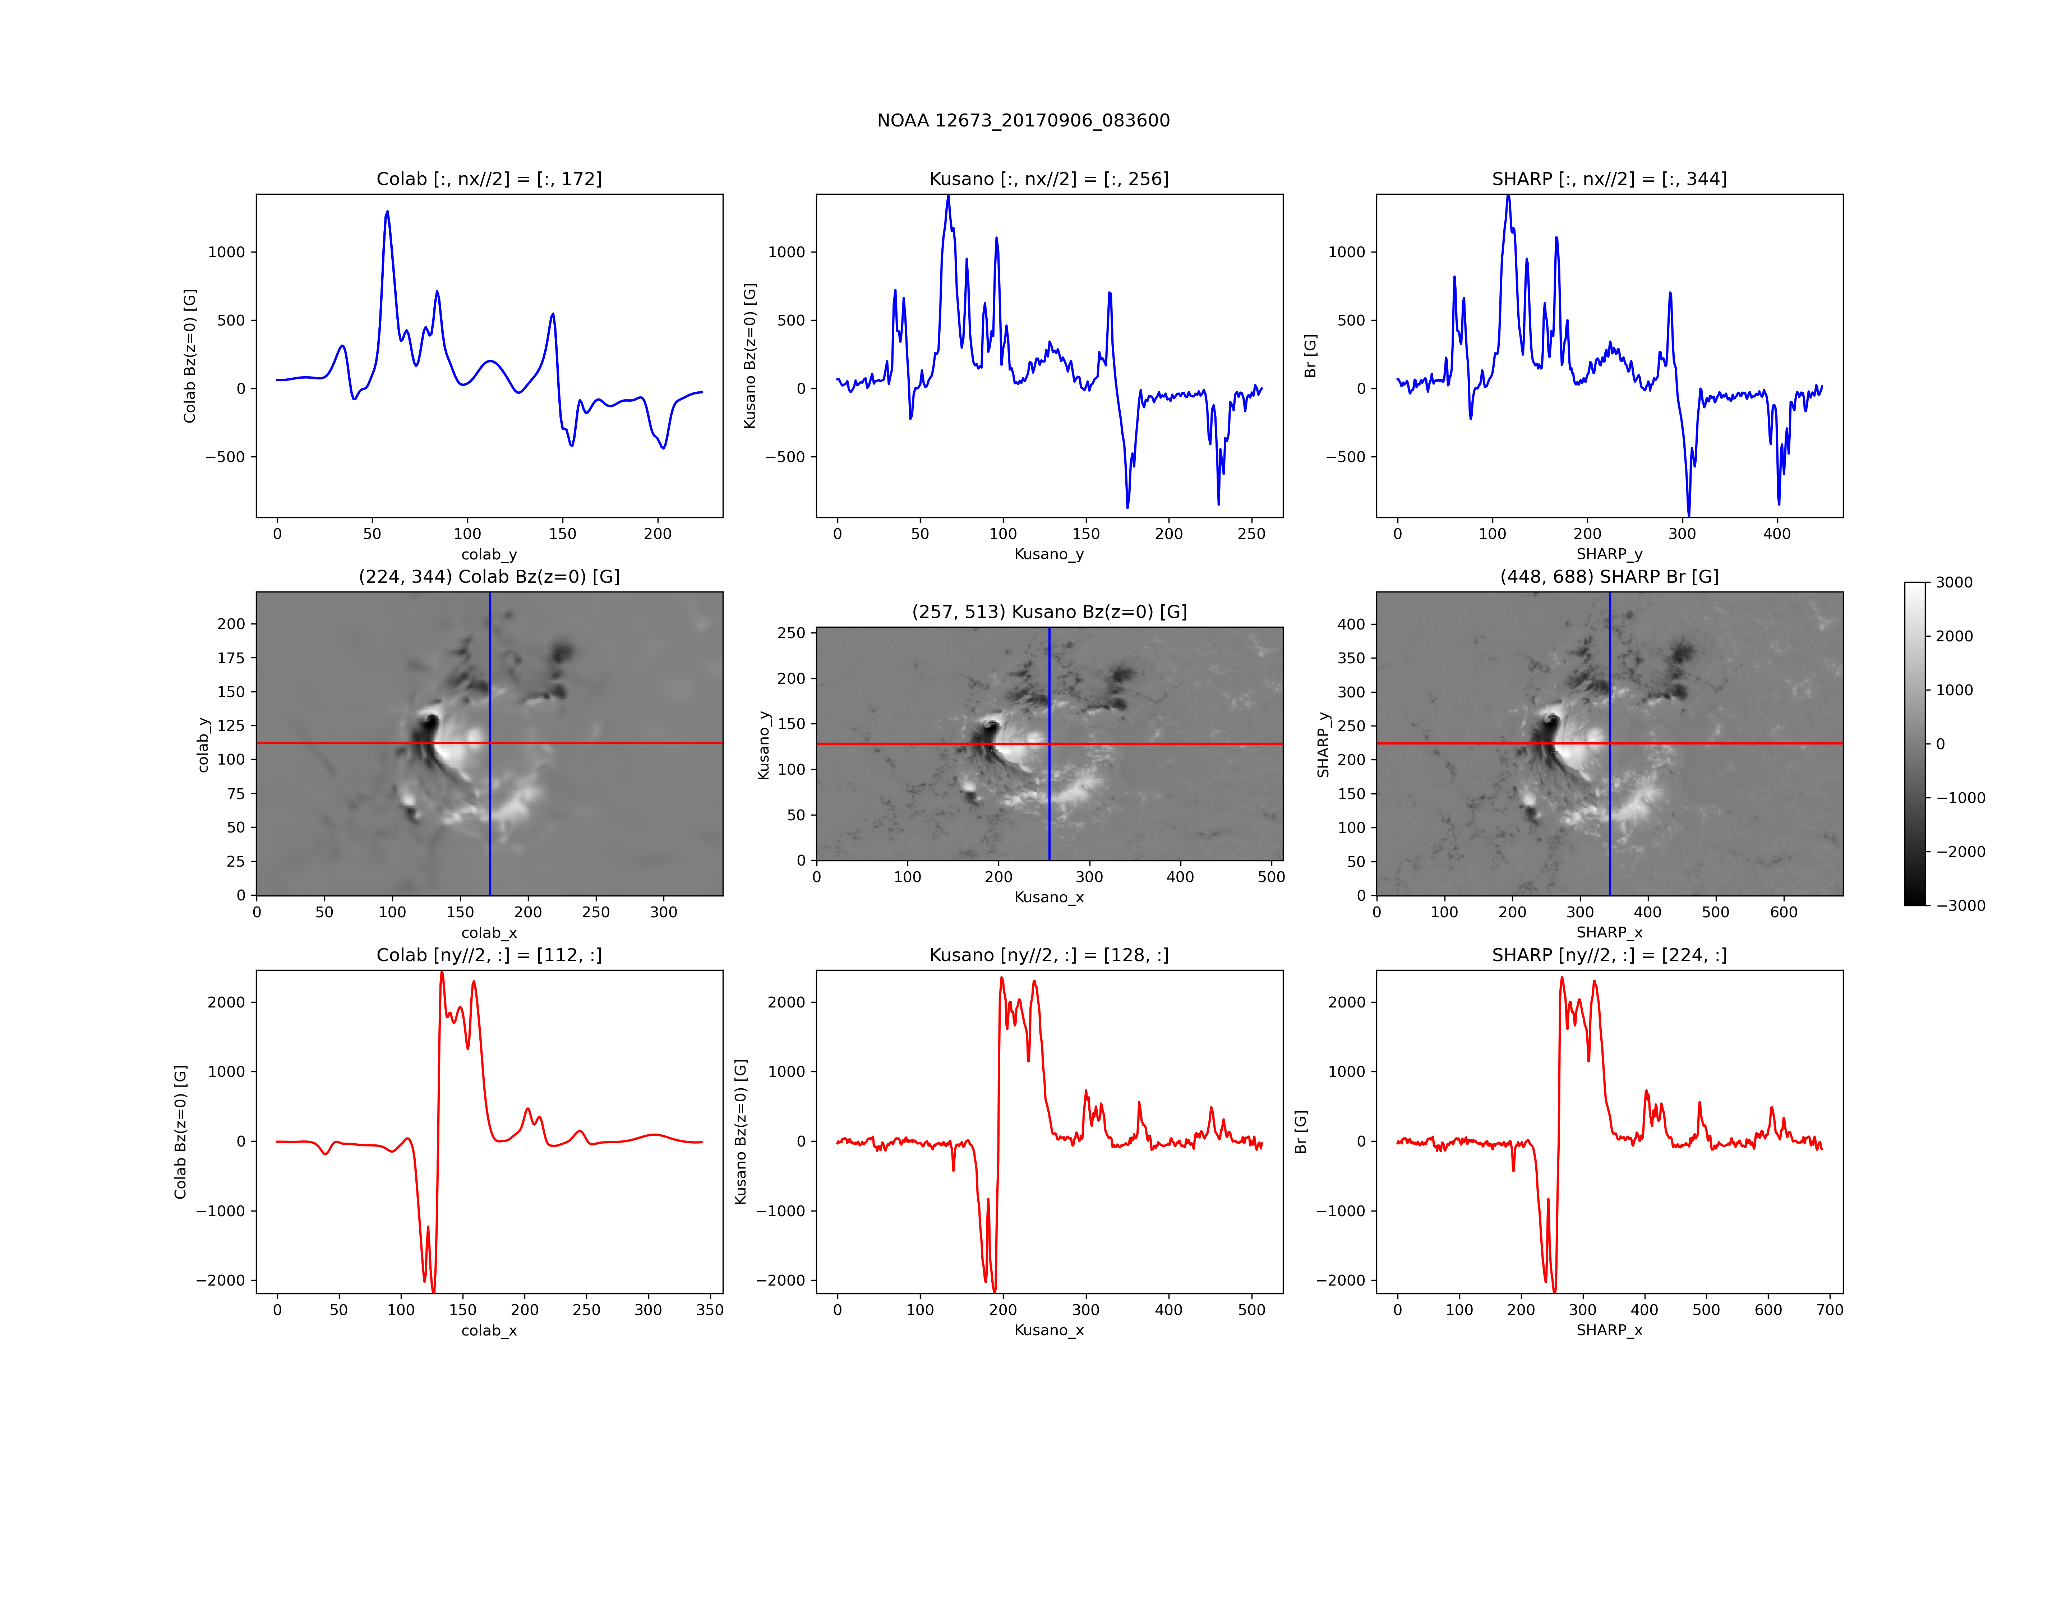 NOAA 12673_20170906_083600
Colab [:, nx//2] = [:, 172]
Colab Bz(z=0) [G]
1000
500
0
−500
0 50 100 150 200
colab_y
Kusano [:, nx//2] = [:, 256]
Kusano Bz(z=0) [G]
1000
500
0
−500
0 50 100 150 200 250
Kusano_y
SHARP [:, nx//2] = [:, 344]
Br [G]
1000
500
0
−500
0 100 200 300 400
SHARP_y
(224, 344) Colab Bz(z=0) [G]
colab_y
200
175
150
125
100
75
50
25
0
0 50 100 150 200 250 300
colab_x
(257, 513) Kusano Bz(z=0) [G]
Kusano_y
250
200
150
100
50
0
0 100 200 300 400 500
Kusano_x
(448, 688) SHARP Br [G]
SHARP_y
400
350
300
250
200
150
100
50
0
0 100 200 300 400 500 600
SHARP_x
3000
2000
1000
0
−1000
−2000
−3000
Colab [ny//2, :] = [112, :]
Colab Bz(z=0) [G]
2000
1000
0
−1000
−2000
0 50 100 150 200 250 300 350
colab_x
Kusano [ny//2, :] = [128, :]
Kusano Bz(z=0) [G]
2000
1000
0
−1000
−2000
0 100 200 300 400 500
Kusano_x
SHARP [ny//2, :] = [224, :]
Br [G]
2000
1000
0
−1000
−2000
0 100 200 300 400 500 600 700
SHARP_x